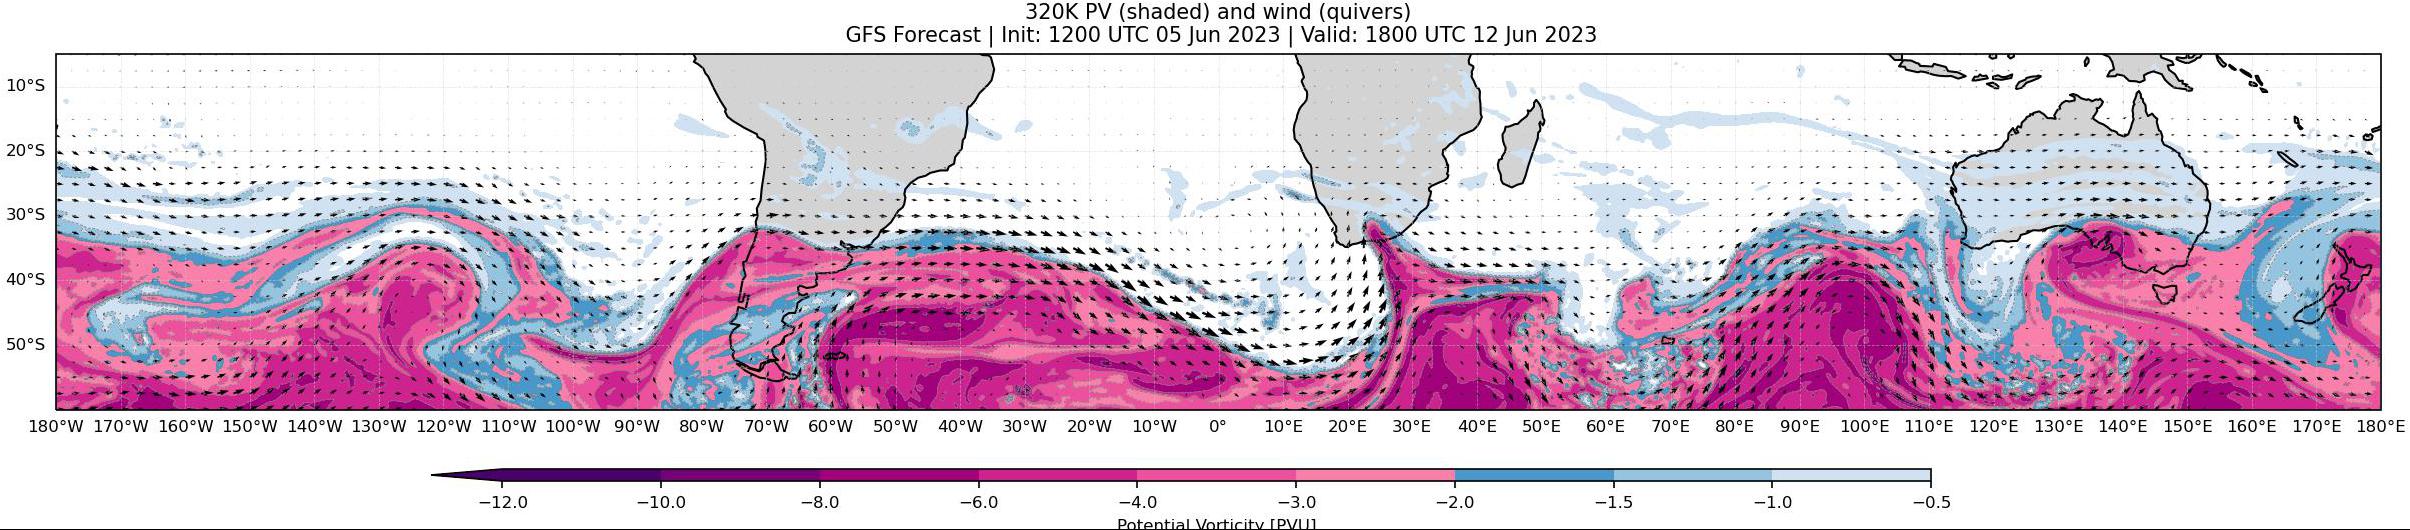 320K PV (shaded) and wind (quivers)
GFS Forecast | Init: 1200 UTC 05 Jun 2023 | Valid: 1800 UTC 12 Jun 2023
10°S
20°S
30°S
40°S
50°S
180°W 170°W 160°W 150°W 140°W 130°W 120°W 110°W 100°W 90°W 80°W 70°W 60°W 50°W 40°W 30°W 20°W 10°W 0° 10°E 20°E 30°E 40°E 50°E 60°E 70°E 80°E 90°E 100°E 110°E 120°E 130°E 140°E 150°E 160°E 170°E 180°E
−12.0 −10.0 −8.0 −6.0 −4.0 −3.0 −2.0 −1.5 −1.0 −0.5
Potential Vorticity [PVU]